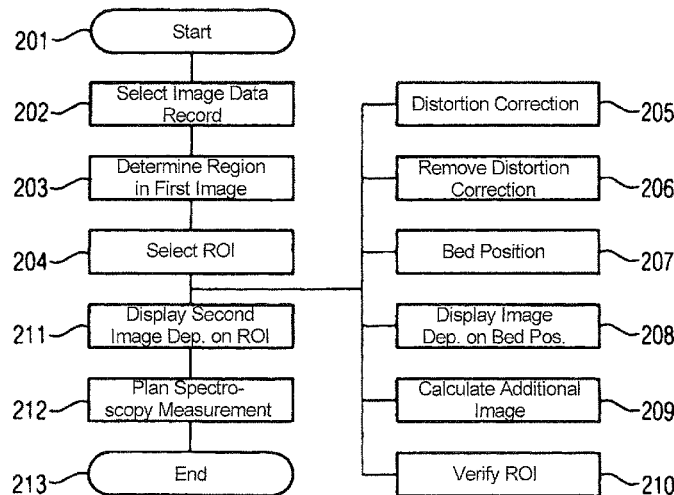 201
Start
202
Select Image Data
Record
203
Determine Region
in First Image
204
Select ROI
211
Display Second
Image Dep. on ROI
212
Plan Spectro-
scopy Measurement
213
End
Distortion Correction
205
Remove Distortion
Correction
206
Bed Position
207
Display Image
Dep. on Bed Pos.
208
Calculate Additional
Image
209
Verify ROI
210